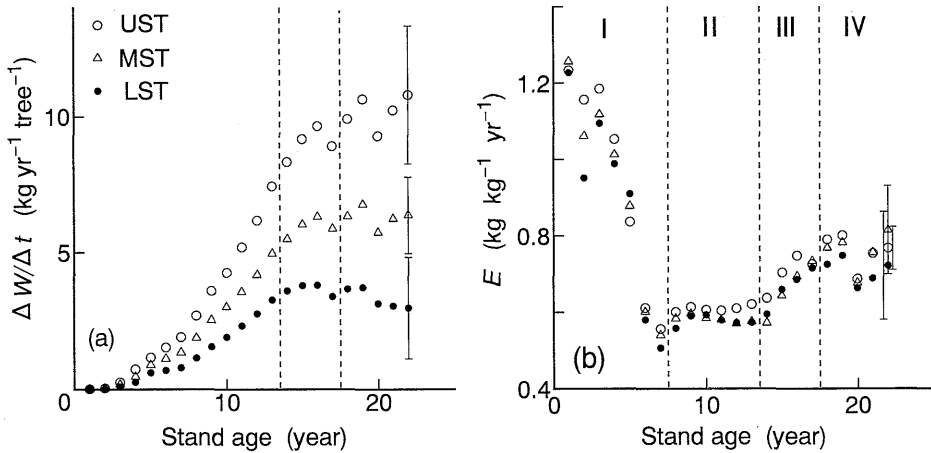 ○ UST
△ MST
● LST
10
5
0
10
20
ΔW/Δt (kg yr⁻¹ tree⁻¹)
(a)
Stand age (year)
I II III IV
1.2
0.8
0.4
0
10
20
E (kg kg⁻¹ yr⁻¹)
(b)
Stand age (year)